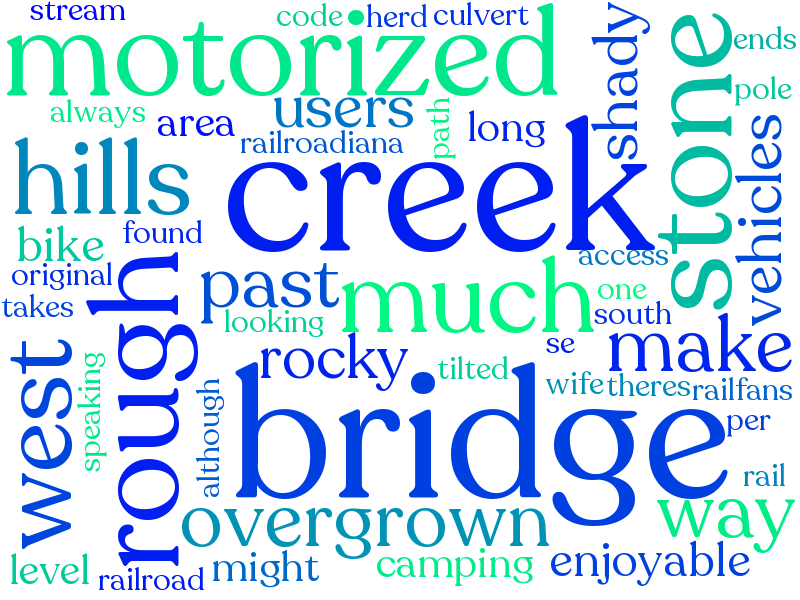 stream
code
herd
culvert
motorized
shady
stone
ends
pole
always
area
users
path
long
railroadiana
vehicles
hills
creek
bike
found
access
original
past
much
one
takes
rough
looking
south
west
speaking
rocky
tilted
se
make
although
bridge
wife
theres
railfans
per
rail
overgrown
way
level
railroad
might
camping
enjoyable